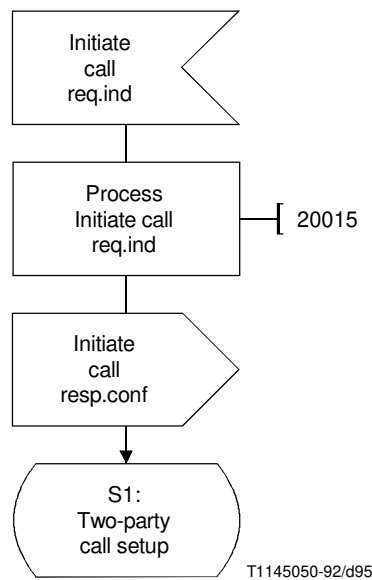 Initiate
call
req.ind
Process
Initiate call
req.ind
20015
Initiate
call
resp.conf
S1:
Two-party
call setup
T1145050-92/d95